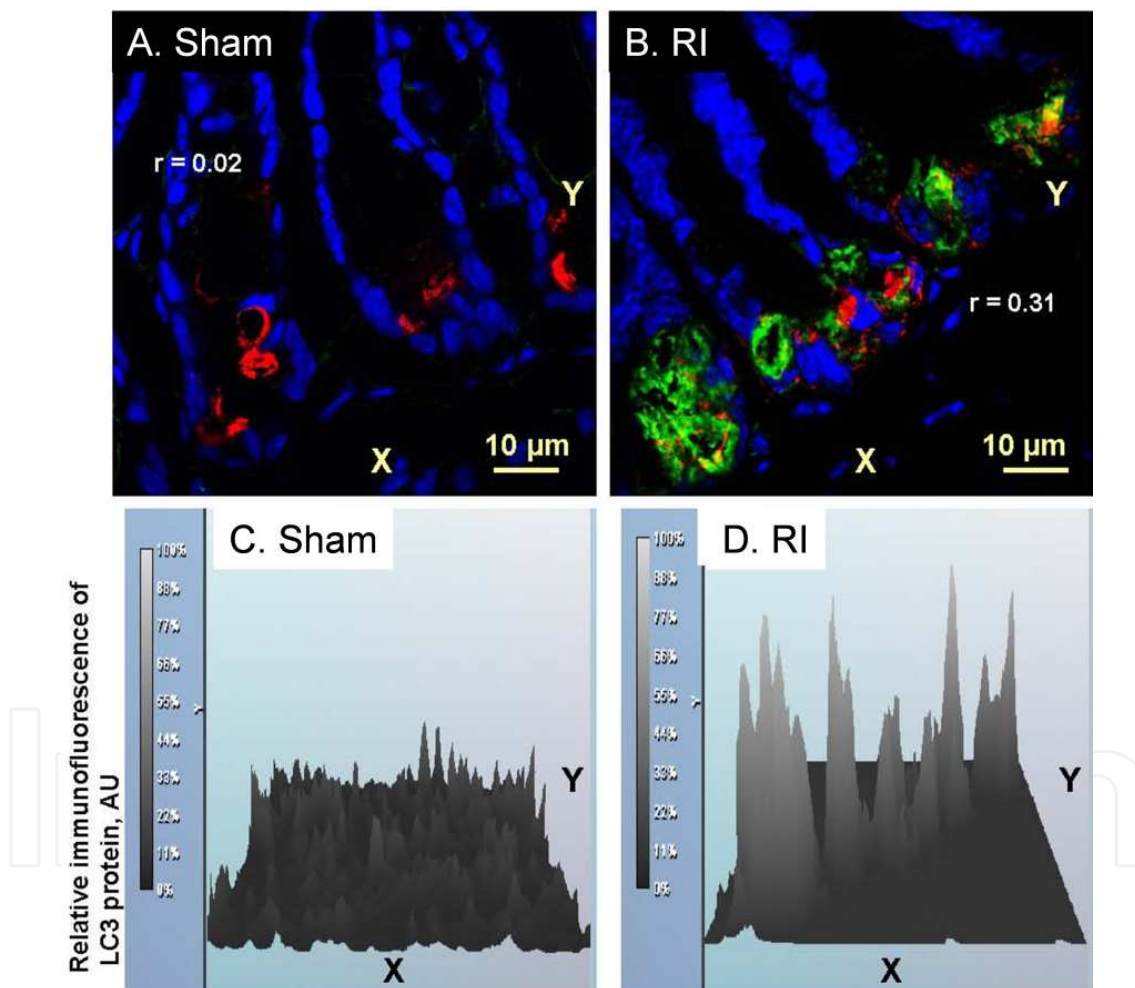 A. Sham
r = 0.02
Y
X
10 µm
B. RI
Y
r = 0.31
X
10 µm
Relative immunofluorescence of
LC3 protein, AU
C. Sham
100%
88%
77%
66%
55%
44%
33%
22%
11%
0%
Y
Y
X
D. RI
100%
88%
77%
66%
55%
44%
33%
22%
11%
0%
Y
Y
X